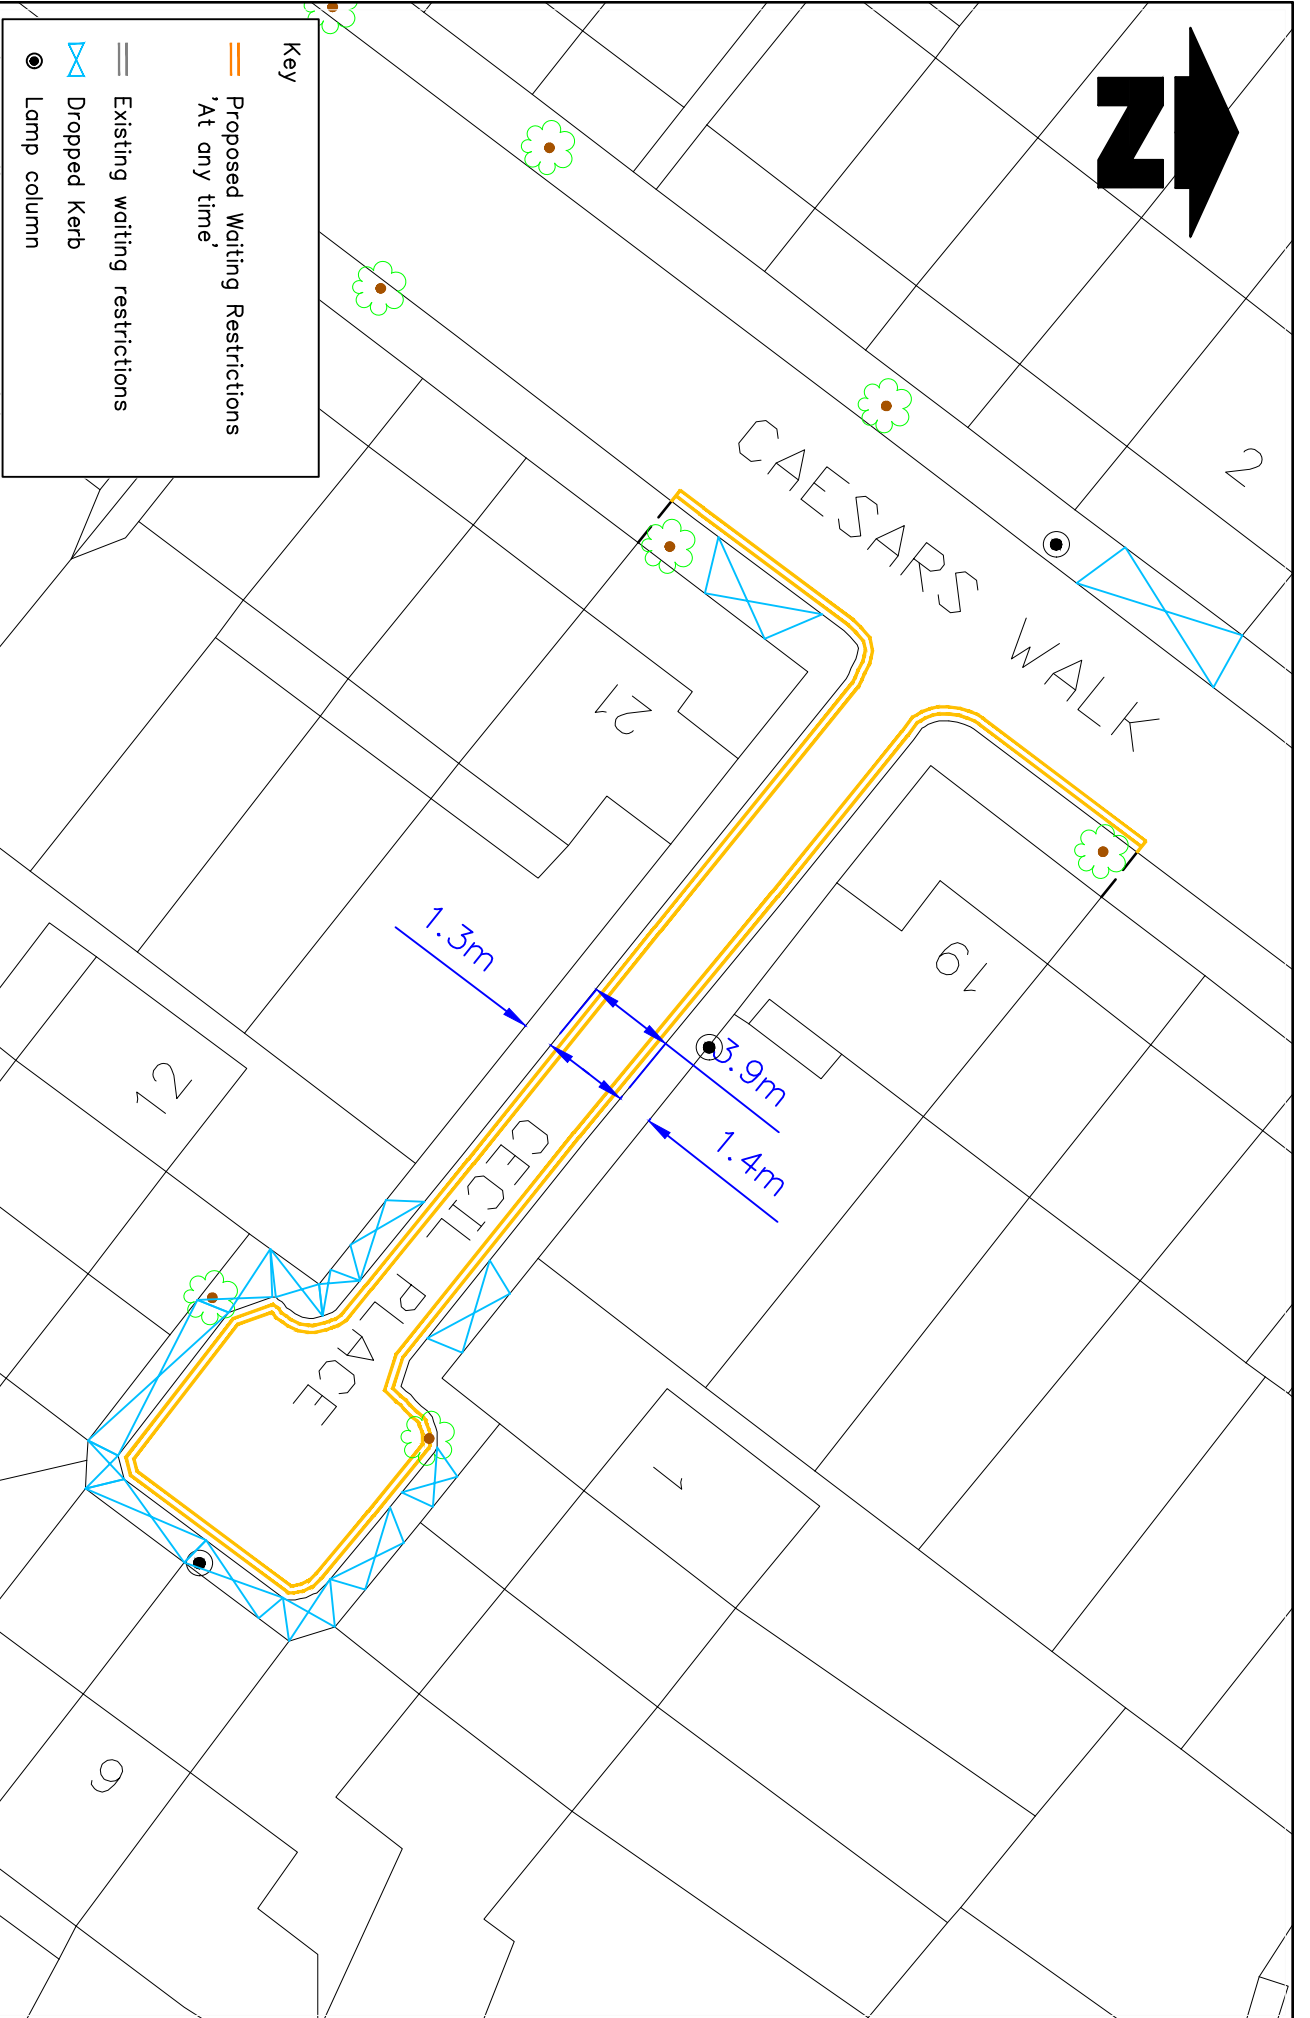 Key
Proposed Waiting Restrictions
'At any time'
Existing waiting restrictions
Dropped Kerb
Lamp column
N
2
CAESARS WALK
21
19
1.3m
3.9m
1.4m
12
CECIL PLACE
1
9